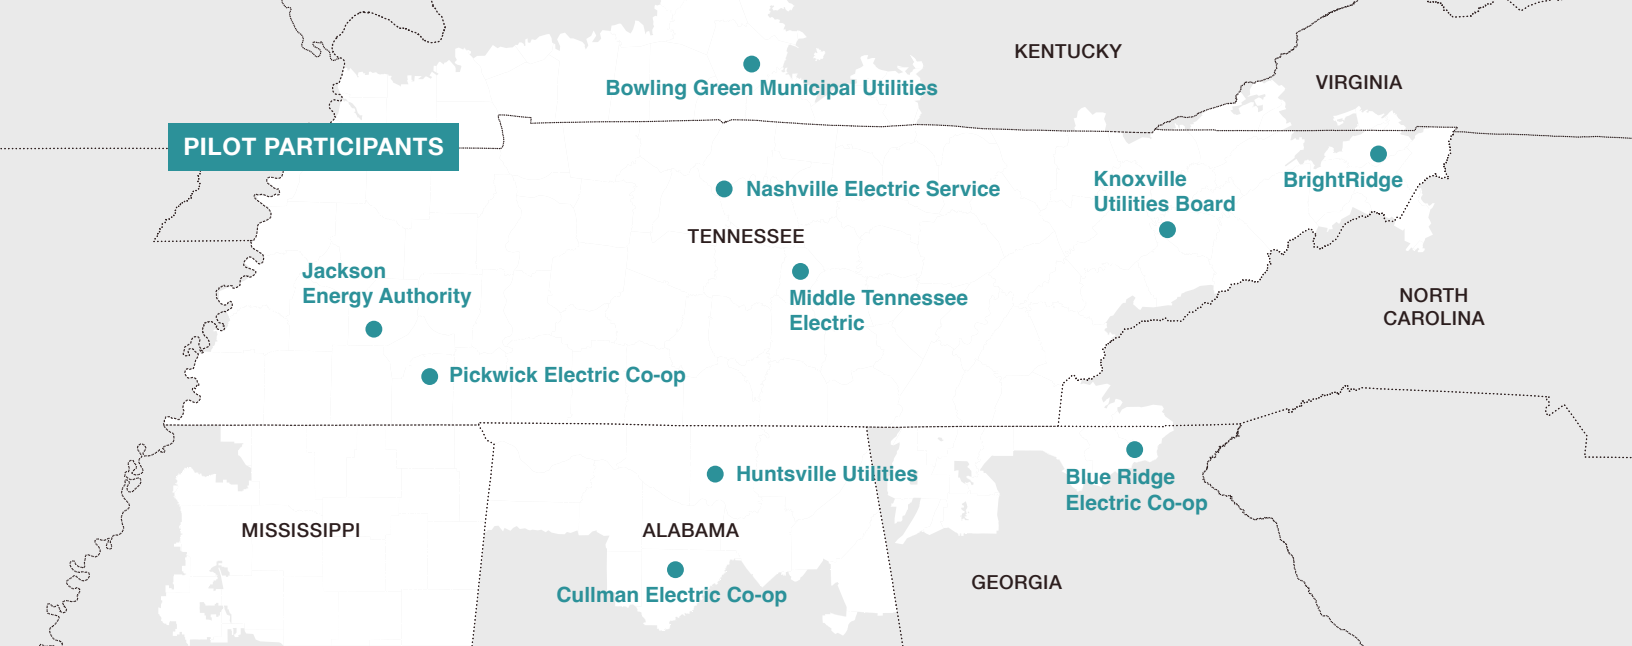 KENTUCKY
VIRGINIA
Bowling Green Municipal Utilities
PILOT PARTICIPANTS
BrightRidge
Knoxville
Utilities Board
Nashville Electric Service
TENNESSEE
Jackson
Energy Authority
Middle Tennessee
Electric
NORTH
CAROLINA
Pickwick Electric Co-op
Huntsville Utilities
Blue Ridge
Electric Co-op
MISSISSIPPI
ALABAMA
GEORGIA
Cullman Electric Co-op